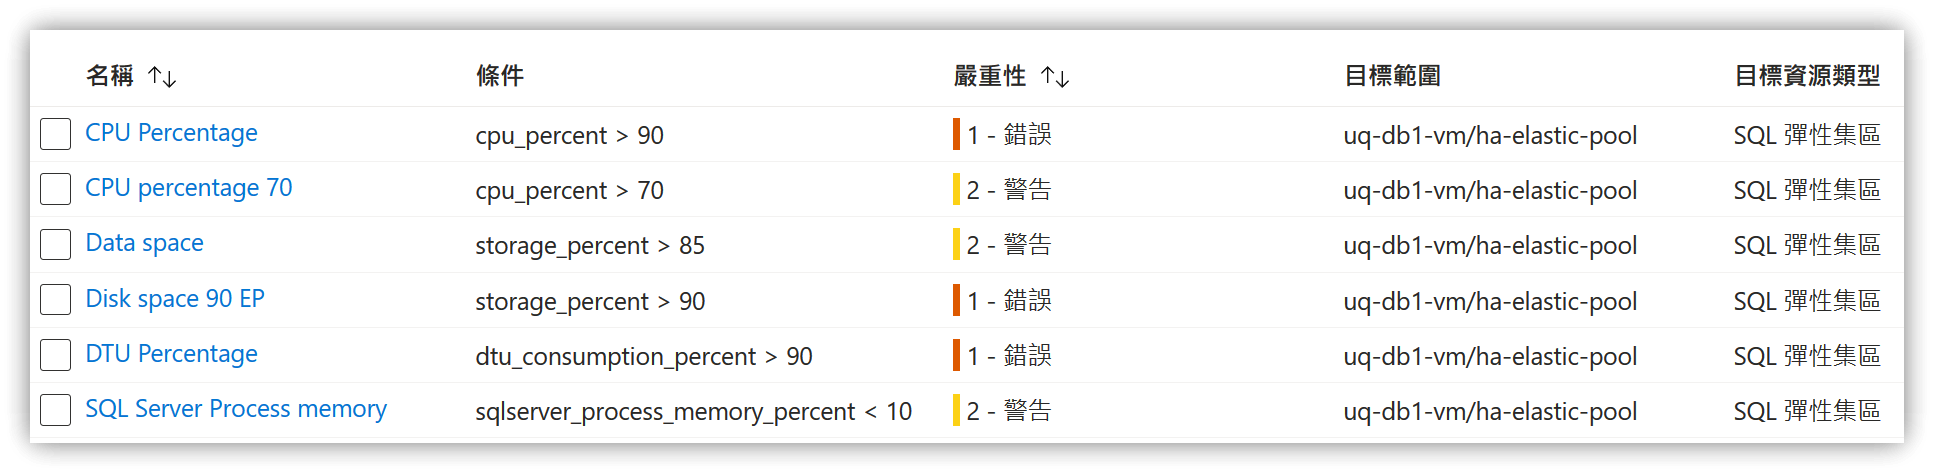 名稱 ↑↓ 條件 嚴重性 ↑↓ 目標範圍 目標資源類型
CPU Percentage cpu_percent > 90 1 - 錯誤 uq-db1-vm/ha-elastic-pool SQL 彈性集區
CPU percentage 70 cpu_percent > 70 2 - 警告 uq-db1-vm/ha-elastic-pool SQL 彈性集區
Data space storage_percent > 85 2 - 警告 uq-db1-vm/ha-elastic-pool SQL 彈性集區
Disk space 90 EP storage_percent > 90 1 - 錯誤 uq-db1-vm/ha-elastic-pool SQL 彈性集區
DTU Percentage dtu_consumption_percent > 90 1 - 錯誤 uq-db1-vm/ha-elastic-pool SQL 彈性集區
SQL Server Process memory sqlserver_process_memory_percent < 10 2 - 警告 uq-db1-vm/ha-elastic-pool SQL 彈性集區